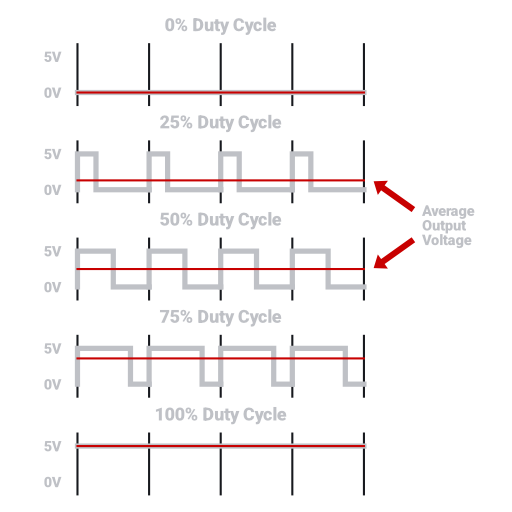 0% Duty Cycle
5V
0V
25% Duty Cycle
5V
0V
Average
Output
Voltage
50% Duty Cycle
5V
0V
75% Duty Cycle
5V
0V
100% Duty Cycle
5V
0V